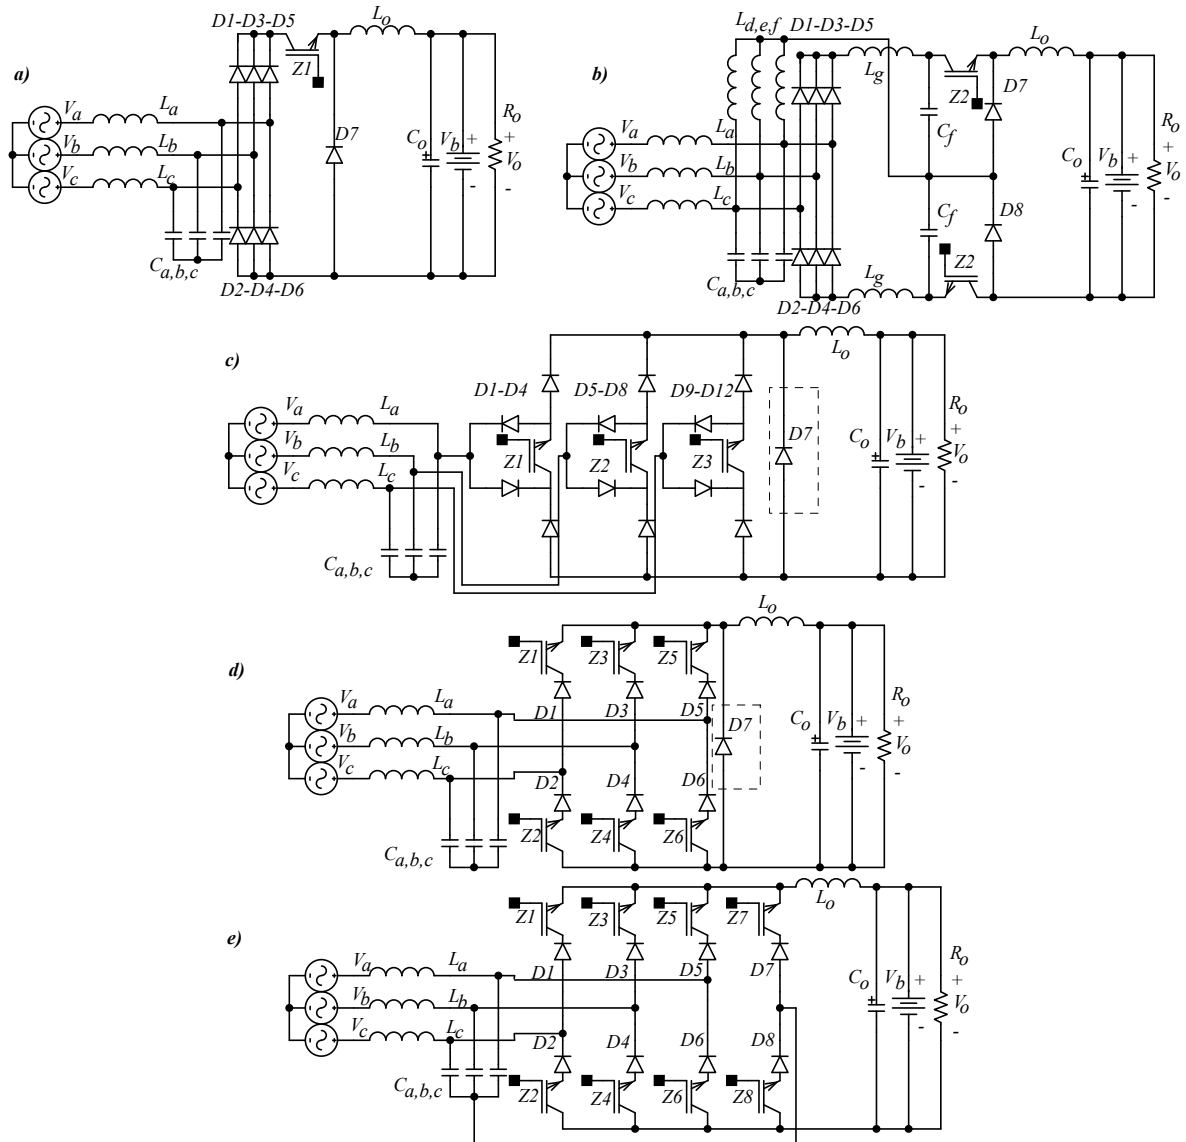 a)
D1-D3-D5
Lo
Z1
Va
La
Vb
Lb
Vc
Lc
D7
Co
Vb
+
-
Ro
+
Vo
-
Ca,b,c
D2-D4-D6
b)
Ld,e,f
D1-D3-D5
Lg
Lo
Z2
D7
Cf
Va
La
Vb
Lb
Vc
Lc
Cf
D8
Z2
Co
Vb
+
-
Ro
+
Vo
-
Ca,b,c
Lg
D2-D4-D6
c)
Lo
D1-D4
D5-D8
D9-D12
Va
La
Vb
Lb
Vc
Lc
Z1
Z2
Z3
D7
Co
Vb
+
-
Ro
+
Vo
-
Ca,b,c
d)
Lo
Z1
Z3
Z5
Va
La
Vb
Lb
Vc
Lc
D1
D3
D5
D7
D2
D4
D6
Z2
Z4
Z6
Co
Vb
+
-
Ro
+
Vo
-
Ca,b,c
e)
Lo
Z1
Z3
Z5
Z7
Va
La
Vb
Lb
Vc
Lc
D1
D3
D5
D7
D2
D4
D6
D8
Z2
Z4
Z6
Z8
Co
Vb
+
-
Ro
+
Vo
-
Ca,b,c